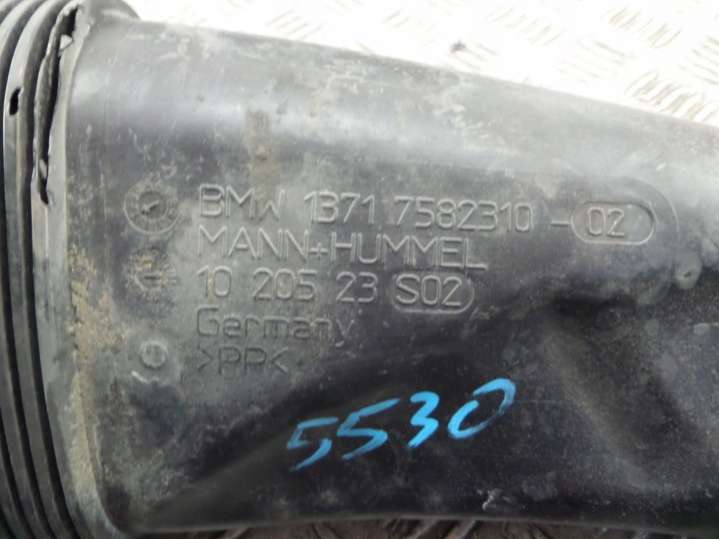 BMW 1371 7582310-02
MANN+HUMMEL
10 205 23 S02
Germany
>PP<
5530